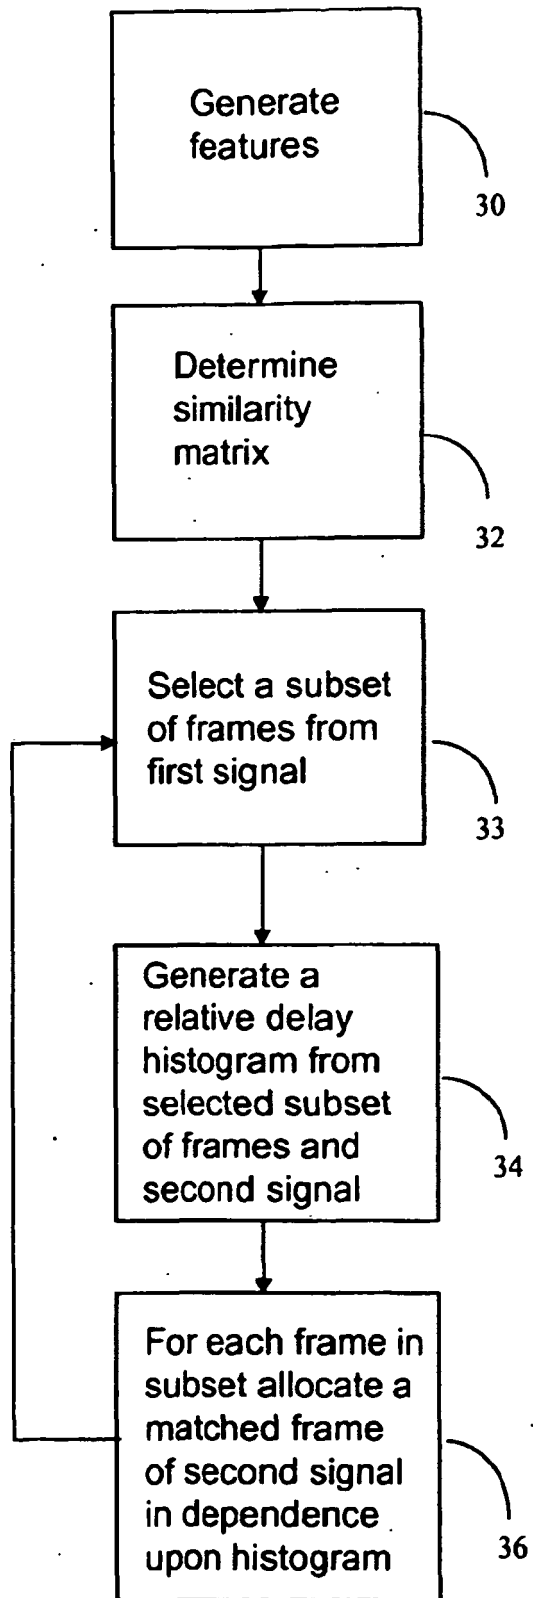 Generate
features
30
Determine
similarity
matrix
32
Select a subset
of frames from
first signal
33
Generate a
relative delay
histogram from
selected subset
of frames and
second signal
34
For each frame in
subset allocate a
matched frame
of second signal
in dependence
upon histogram
36